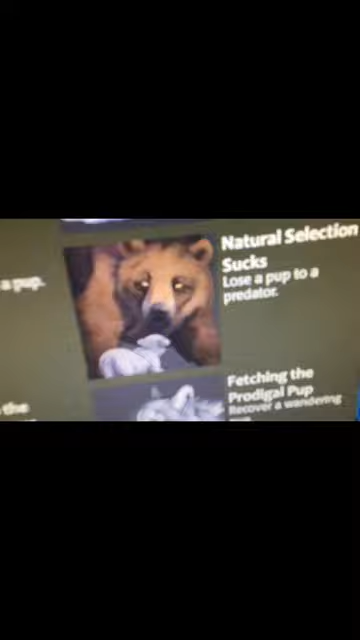 a pup.
the
Natural Selection
Sucks
Lose a pup to a
predator.
Fetching the
Prodigal Pup
Recover a wandering